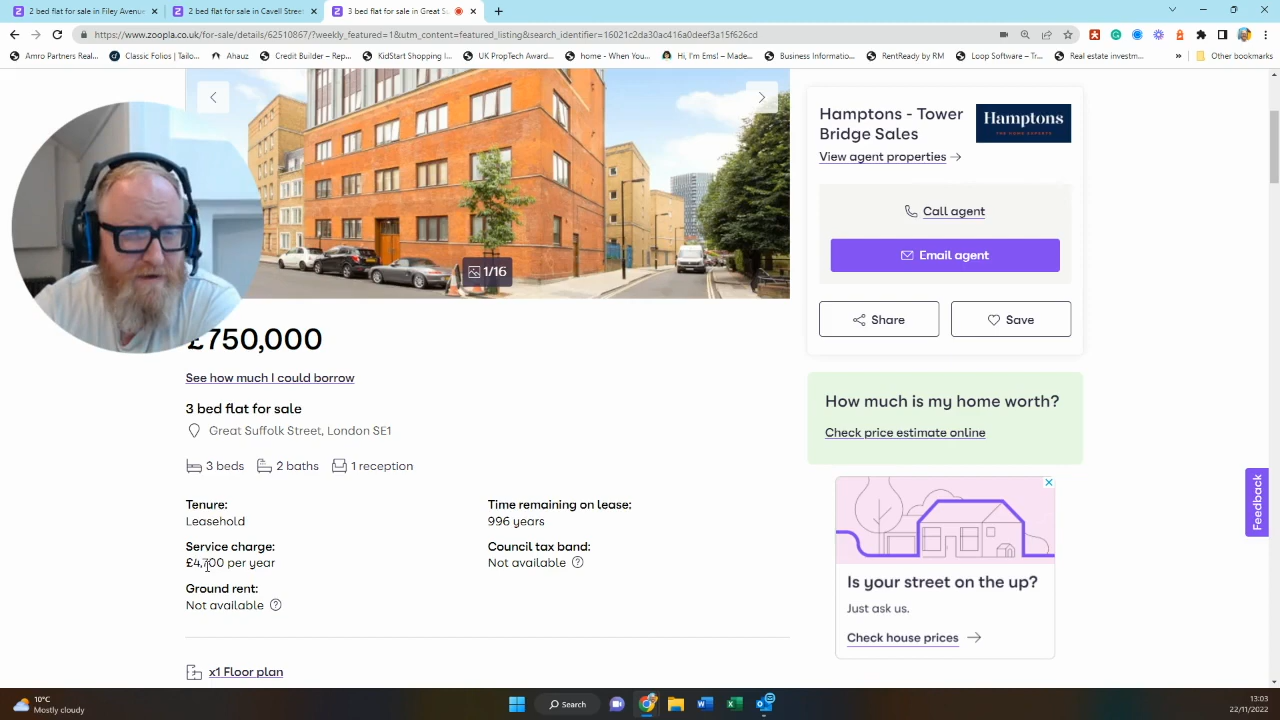 2 bed flat for sale in Filey Avenue
2 bed flat for sale in Cavell Street
3 bed flat for sale in Great S
https://www.zoopla.co.uk/for-sale/details/62510867/?weekly_featured=1&utm_content=featured_listing&search_identifier=16021c2da30ac416a0deef3a15f626cd
Amro Partners Real...
Classic Folios | Tailo...
Ahauz
Credit Builder – Rep...
KidStart Shopping I...
UK PropTech Award...
home - When You...
Hi, I'm Ems! – Made...
Business Informatio...
RentReady by RM
Loop Software – Tr...
Real estate investm...
»
Other bookmarks
1/16
Hamptons - Tower
Bridge Sales
Hamptons
THE HOME EXPERTS
View agent properties
Call agent
Email agent
Share
Save
£750,000
See how much I could borrow
3 bed flat for sale
Great Suffolk Street, London SE1
3 beds 2 baths 1 reception
Tenure:
Leasehold
Time remaining on lease:
996 years
Service charge:
£4,700 per year
Council tax band:
Not available
Ground rent:
Not available
x1 Floor plan
How much is my home worth?
Check price estimate online
Is your street on the up?
Just ask us.
Check house prices
Feedback
10°C
Mostly cloudy
Search
13:03
22/11/2022